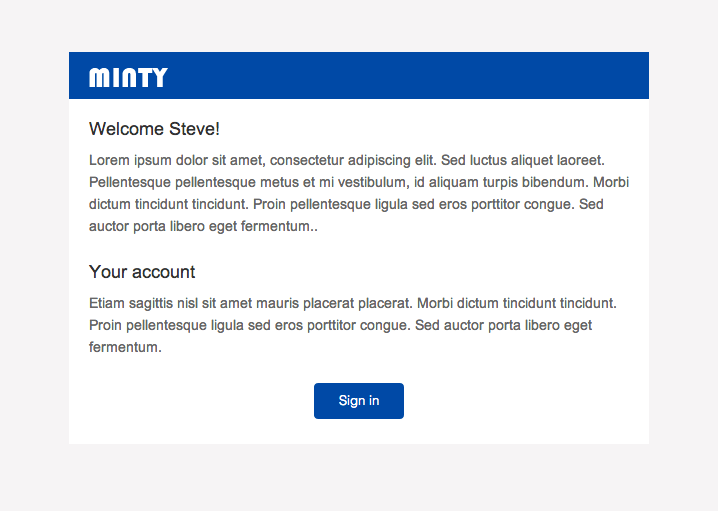 MINTY
Welcome Steve!
Lorem ipsum dolor sit amet, consectetur adipiscing elit. Sed luctus aliquet laoreet.
Pellentesque pellentesque metus et mi vestibulum, id aliquam turpis bibendum. Morbi
dictum tincidunt tincidunt. Proin pellentesque ligula sed eros porttitor congue. Sed
auctor porta libero eget fermentum..
Your account
Etiam sagittis nisl sit amet mauris placerat placerat. Morbi dictum tincidunt tincidunt.
Proin pellentesque ligula sed eros porttitor congue. Sed auctor porta libero eget
fermentum.
Sign in